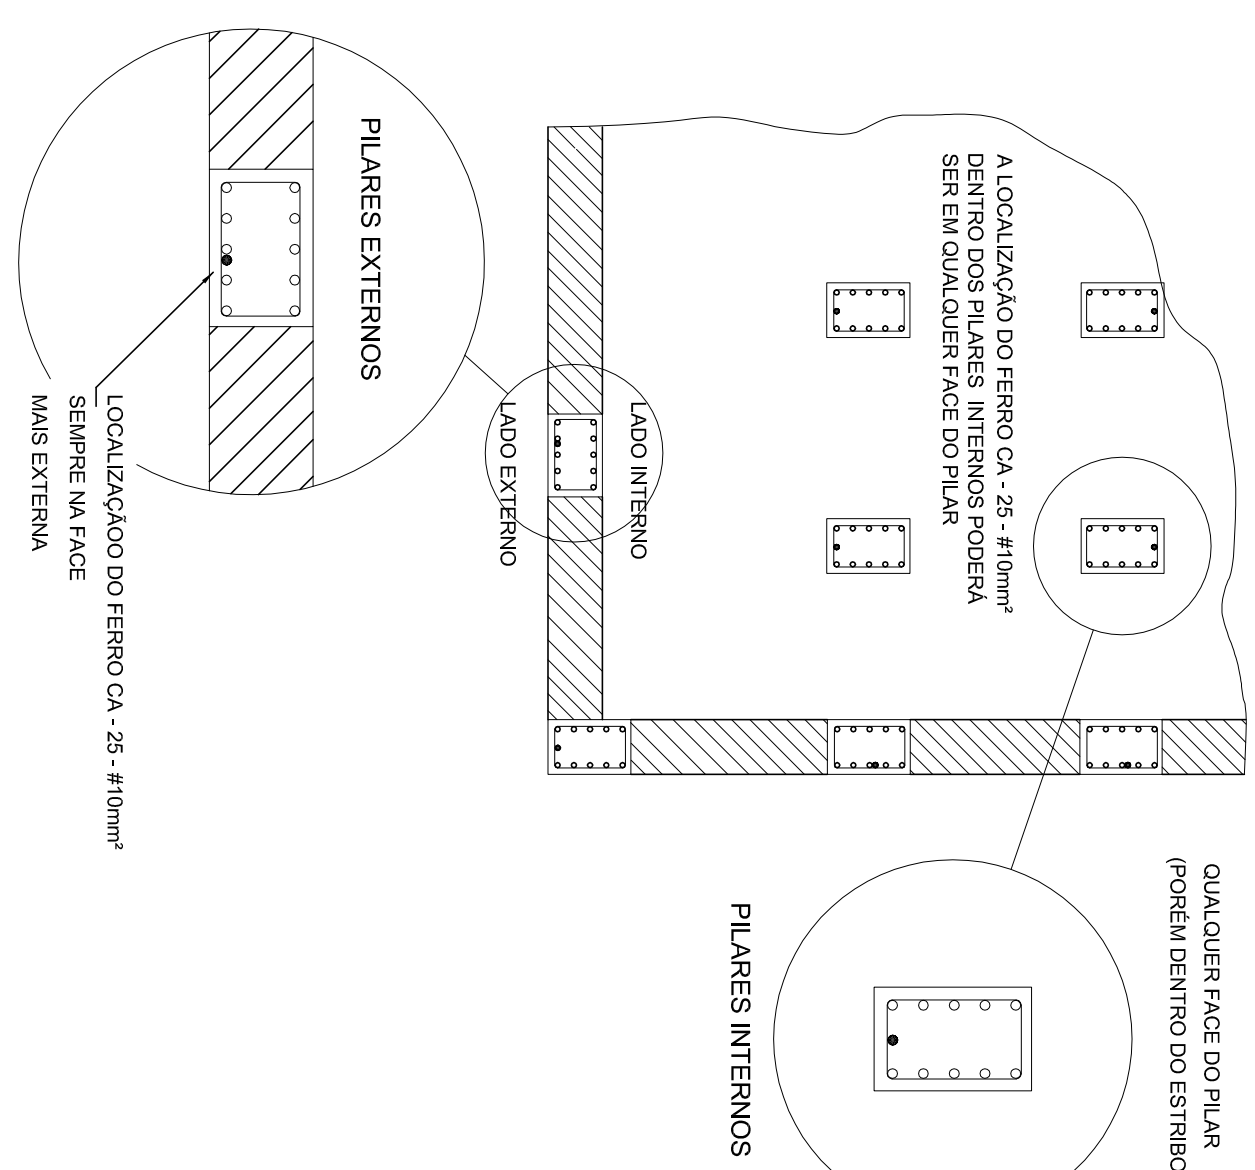 QUALQUER FACE DO PILAR
(PORÉM DENTRO DO ESTRIBO
A LOCALIZAÇÃO DO FERRO CA - 25 - #10mm²
DENTRO DOS PILARES INTERNOS PODERÁ
SER EM QUALQUER FACE DO PILAR
PILARES INTERNOS
LADO INTERNO
LADO EXTERNO
PILARES EXTERNOS
LOCALIZAÇÃOO DO FERRO CA - 25 - #10mm²
SEMPRE NA FACE
MAIS EXTERNA